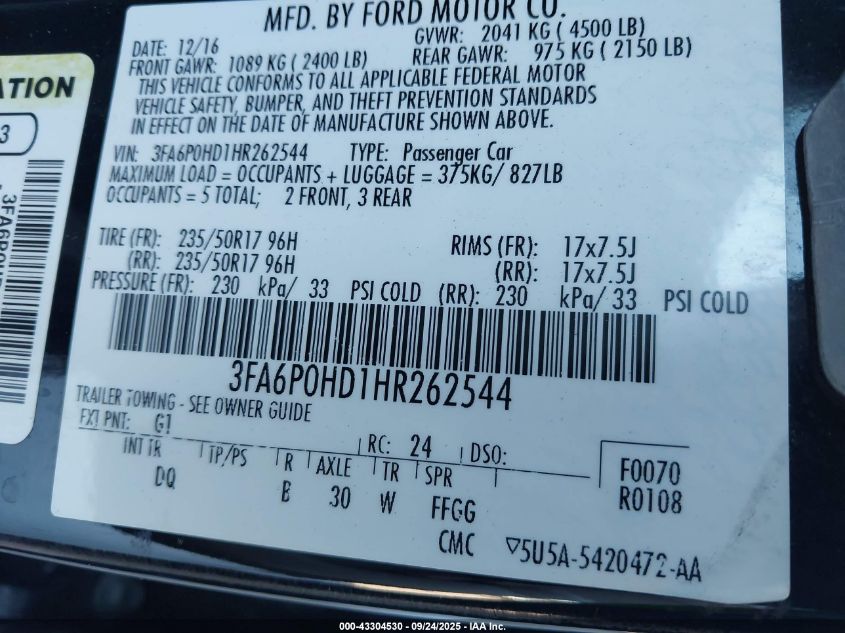 MFD. BY FORD MOTOR CO.
DATE: 12/16 GVWR: 2041 KG ( 4500 LB)
FRONT GAWR: 1089 KG ( 2400 LB) REAR GAWR: 975 KG ( 2150 LB)
THIS VEHICLE CONFORMS TO ALL APPLICABLE FEDERAL MOTOR
VEHICLE SAFETY, BUMPER, AND THEFT PREVENTION STANDARDS
IN EFFECT ON THE DATE OF MANUFACTURE SHOWN ABOVE.
VIN: 3FA6P0HD1HR262544 TYPE: Passenger Car
MAXIMUM LOAD = OCCUPANTS + LUGGAGE = 375KG/ 827LB
OCCUPANTS = 5 TOTAL; 2 FRONT, 3 REAR
TIRE (FR): 235/50R17 96H RIMS (FR): 17x7.5J
(RR): 235/50R17 96H (RR): 17x7.5J
PRESSURE (FR): 230 kPa/ 33 PSI COLD (RR): 230 kPa/ 33 PSI COLD
3FA6P0HD1HR262544
TRAILER TOWING - SEE OWNER GUIDE
EXT PNT: G1 RC: 24 DSO:
INT TR TP/PS R AXLE TR SPR
DQ B 30 W FFGG
F0070
R0108
CMC ▽5U5A-5420472-AA
ATION
3
000-43304530 - 09/24/2025 - IAA Inc.